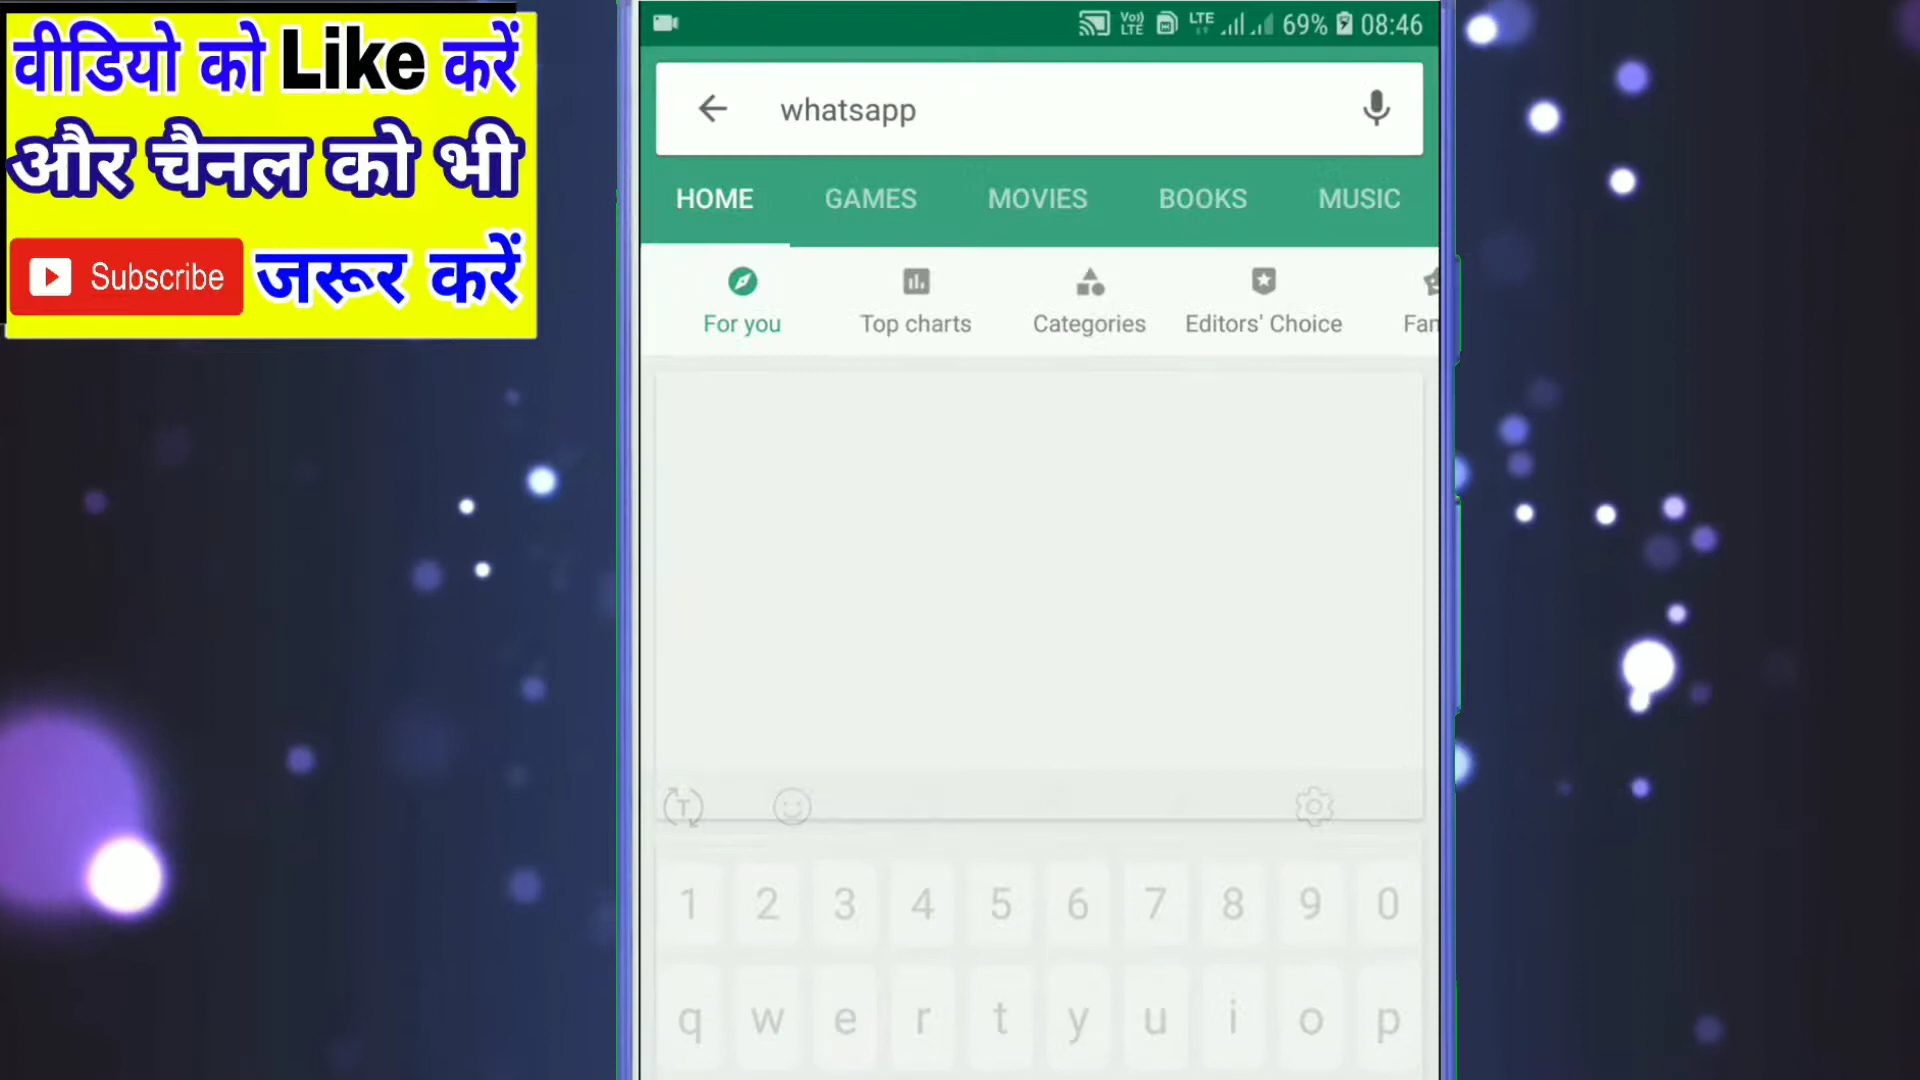 वीडियो को Like करें
और चैनल को भी
Subscribe जरूर करें
Vo) LTE LTE 69% 08:46
whatsapp
HOME GAMES MOVIES BOOKS MUSIC
For you Top charts Categories Editors' Choice Fam
T
1 2 3 4 5 6 7 8 9 0
q w e r t y u i o p